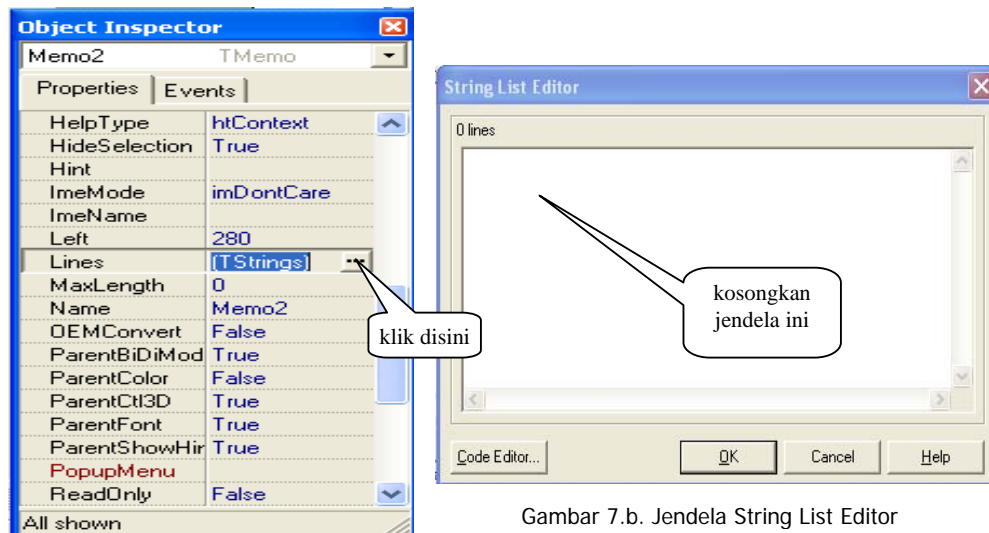 Object Inspector
Memo2 TMemo
Properties Events
HelpType htContext
HideSelection True
Hint
ImeMode imDontCare
ImeName
Left 280
Lines (TStrings) ...
MaxLength 0
Name Memo2
OEMConvert False
ParentBiDiMod True
ParentColor False
ParentCtl3D True
ParentFont True
ParentShowHir True
PopupMenu
ReadOnly False
All shown
klik disini
String List Editor
0 lines
kosongkan
jendela ini
Code Editor...
OK
Cancel
Help
Gambar 7.b. Jendela String List Editor